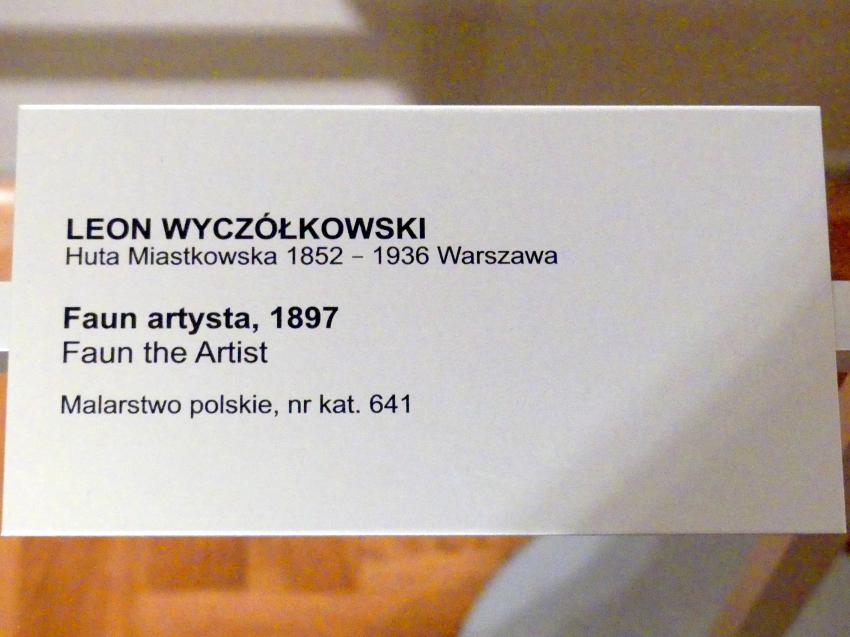 LEON WYCZÓŁKOWSKI
Huta Miastkowska 1852 – 1936 Warszawa
Faun artysta, 1897
Faun the Artist
Malarstwo polskie, nr kat. 641